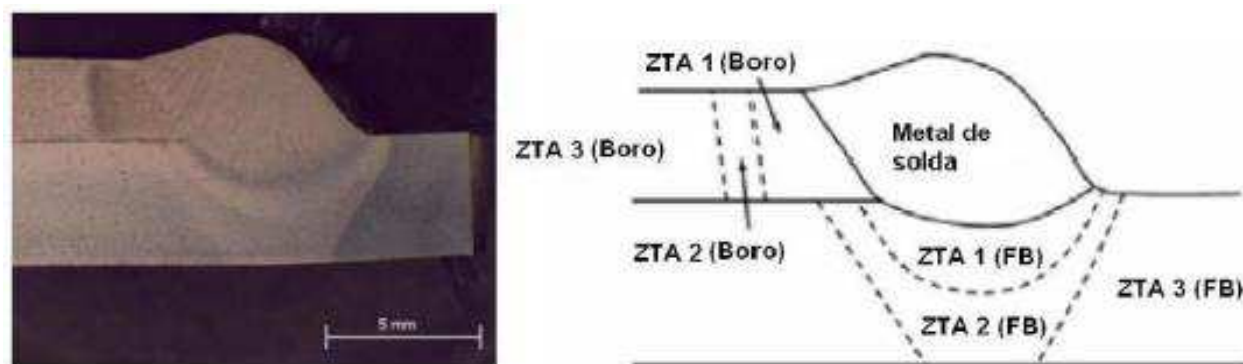 5 mm
ZTA 1 (Boro)
ZTA 3 (Boro)
ZTA 2 (Boro)
Metal de
solda
ZTA 1 (FB)
ZTA 2 (FB)
ZTA 3 (FB)